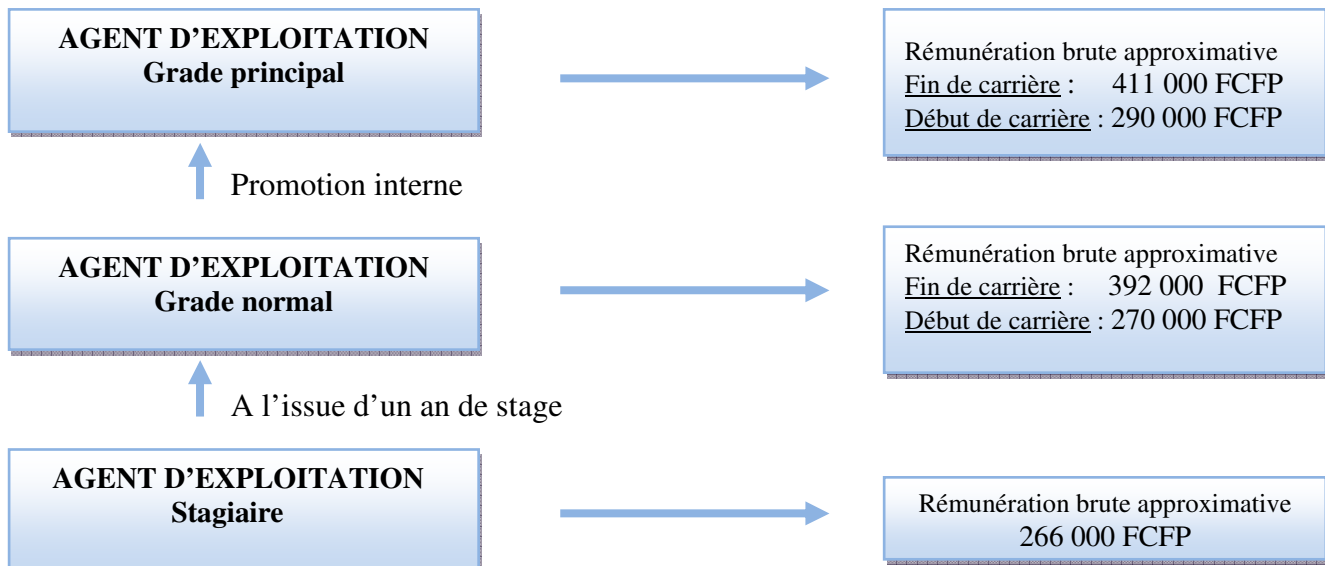 AGENT D'EXPLOITATION
Grade principal
Rémunération brute approximative
Fin de carrière : 411 000 FCFP
Début de carrière : 290 000 FCFP
Promotion interne
AGENT D'EXPLOITATION
Grade normal
Rémunération brute approximative
Fin de carrière : 392 000 FCFP
Début de carrière : 270 000 FCFP
A l'issue d'un an de stage
AGENT D'EXPLOITATION
Stagiaire
Rémunération brute approximative
266 000 FCFP